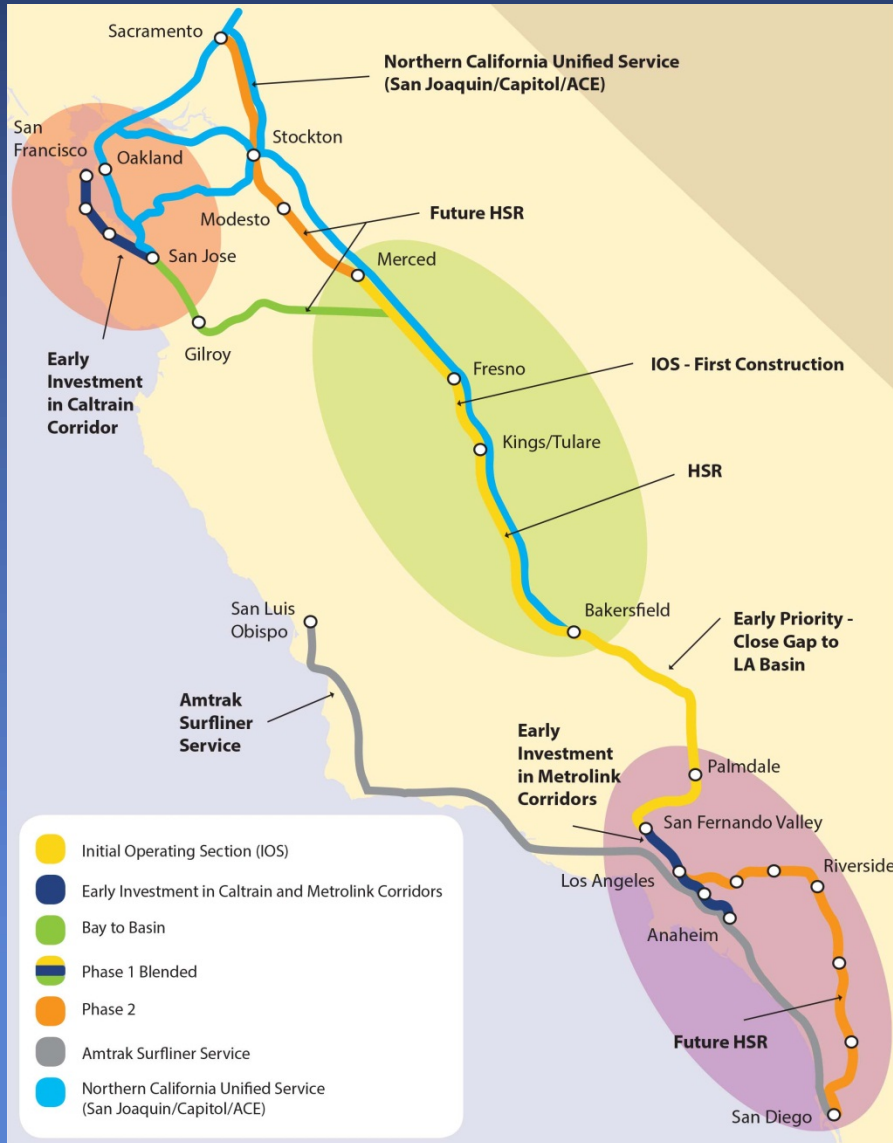 Sacramento
Northern California Unified Service
(San Joaquin/Capitol/ACE)
San
Francisco
Oakland
Stockton
Modesto
Future HSR
San Jose
Merced
Gilroy
Early
Investment
in Caltrain
Corridor
Fresno
IOS - First Construction
Kings/Tulare
HSR
San Luis
Obispo
Bakersfield
Early Priority -
Close Gap to
LA Basin
Amtrak
Surfliner
Service
Early
Investment
in Metrolink
Corridors
Palmdale
San Fernando Valley
Los Angeles
Riverside
Anaheim
Future HSR
San Diego
Initial Operating Section (IOS)
Early Investment in Caltrain and Metrolink Corridors
Bay to Basin
Phase 1 Blended
Phase 2
Amtrak Surfliner Service
Northern California Unified Service
(San Joaquin/Capitol/ACE)